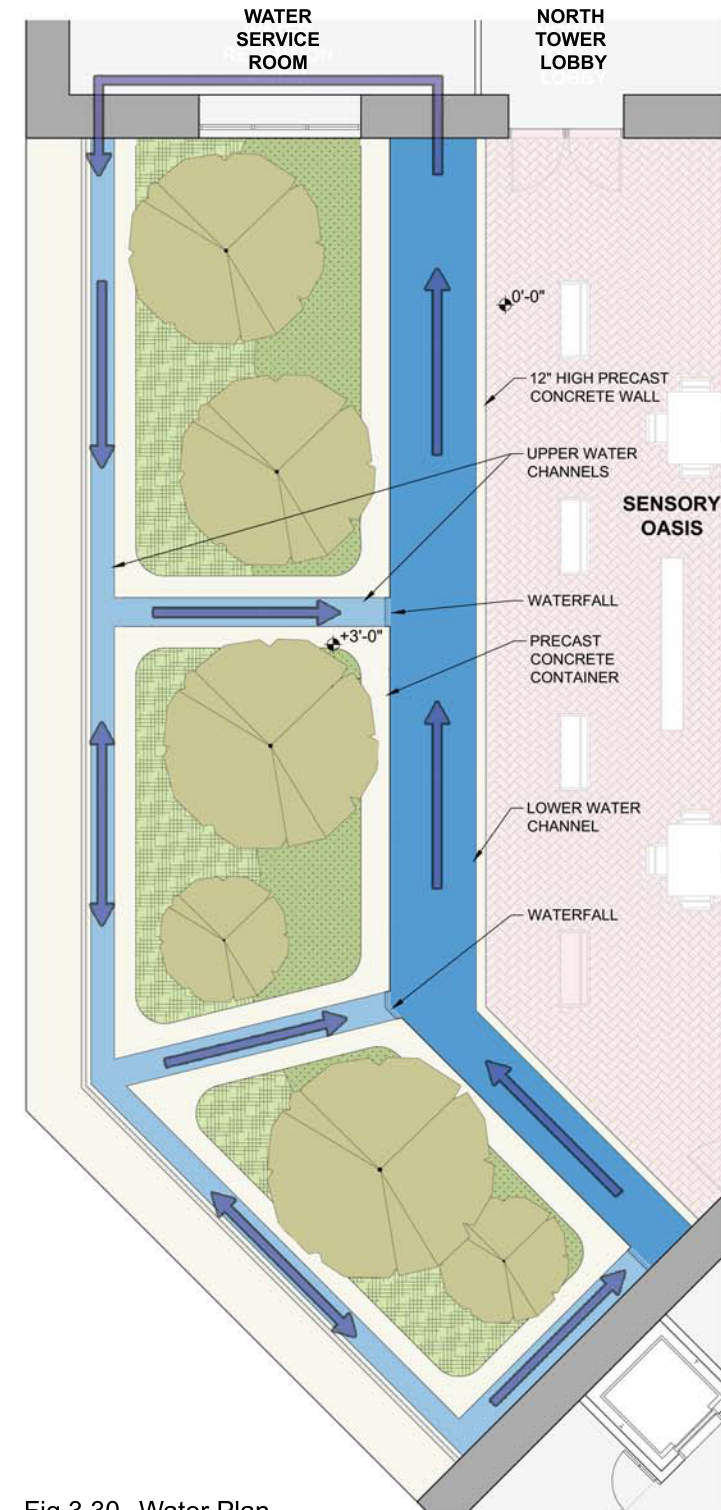 WATER
SERVICE
ROOM
NORTH
TOWER
LOBBY
LOBBY
0'-0"
12" HIGH PRECAST
CONCRETE WALL
UPPER WATER
CHANNELS
SENSORY
OASIS
WATERFALL
+3'-0"
PRECAST
CONCRETE
CONTAINER
LOWER WATER
CHANNEL
WATERFALL
Fig 3.30 Water Plan